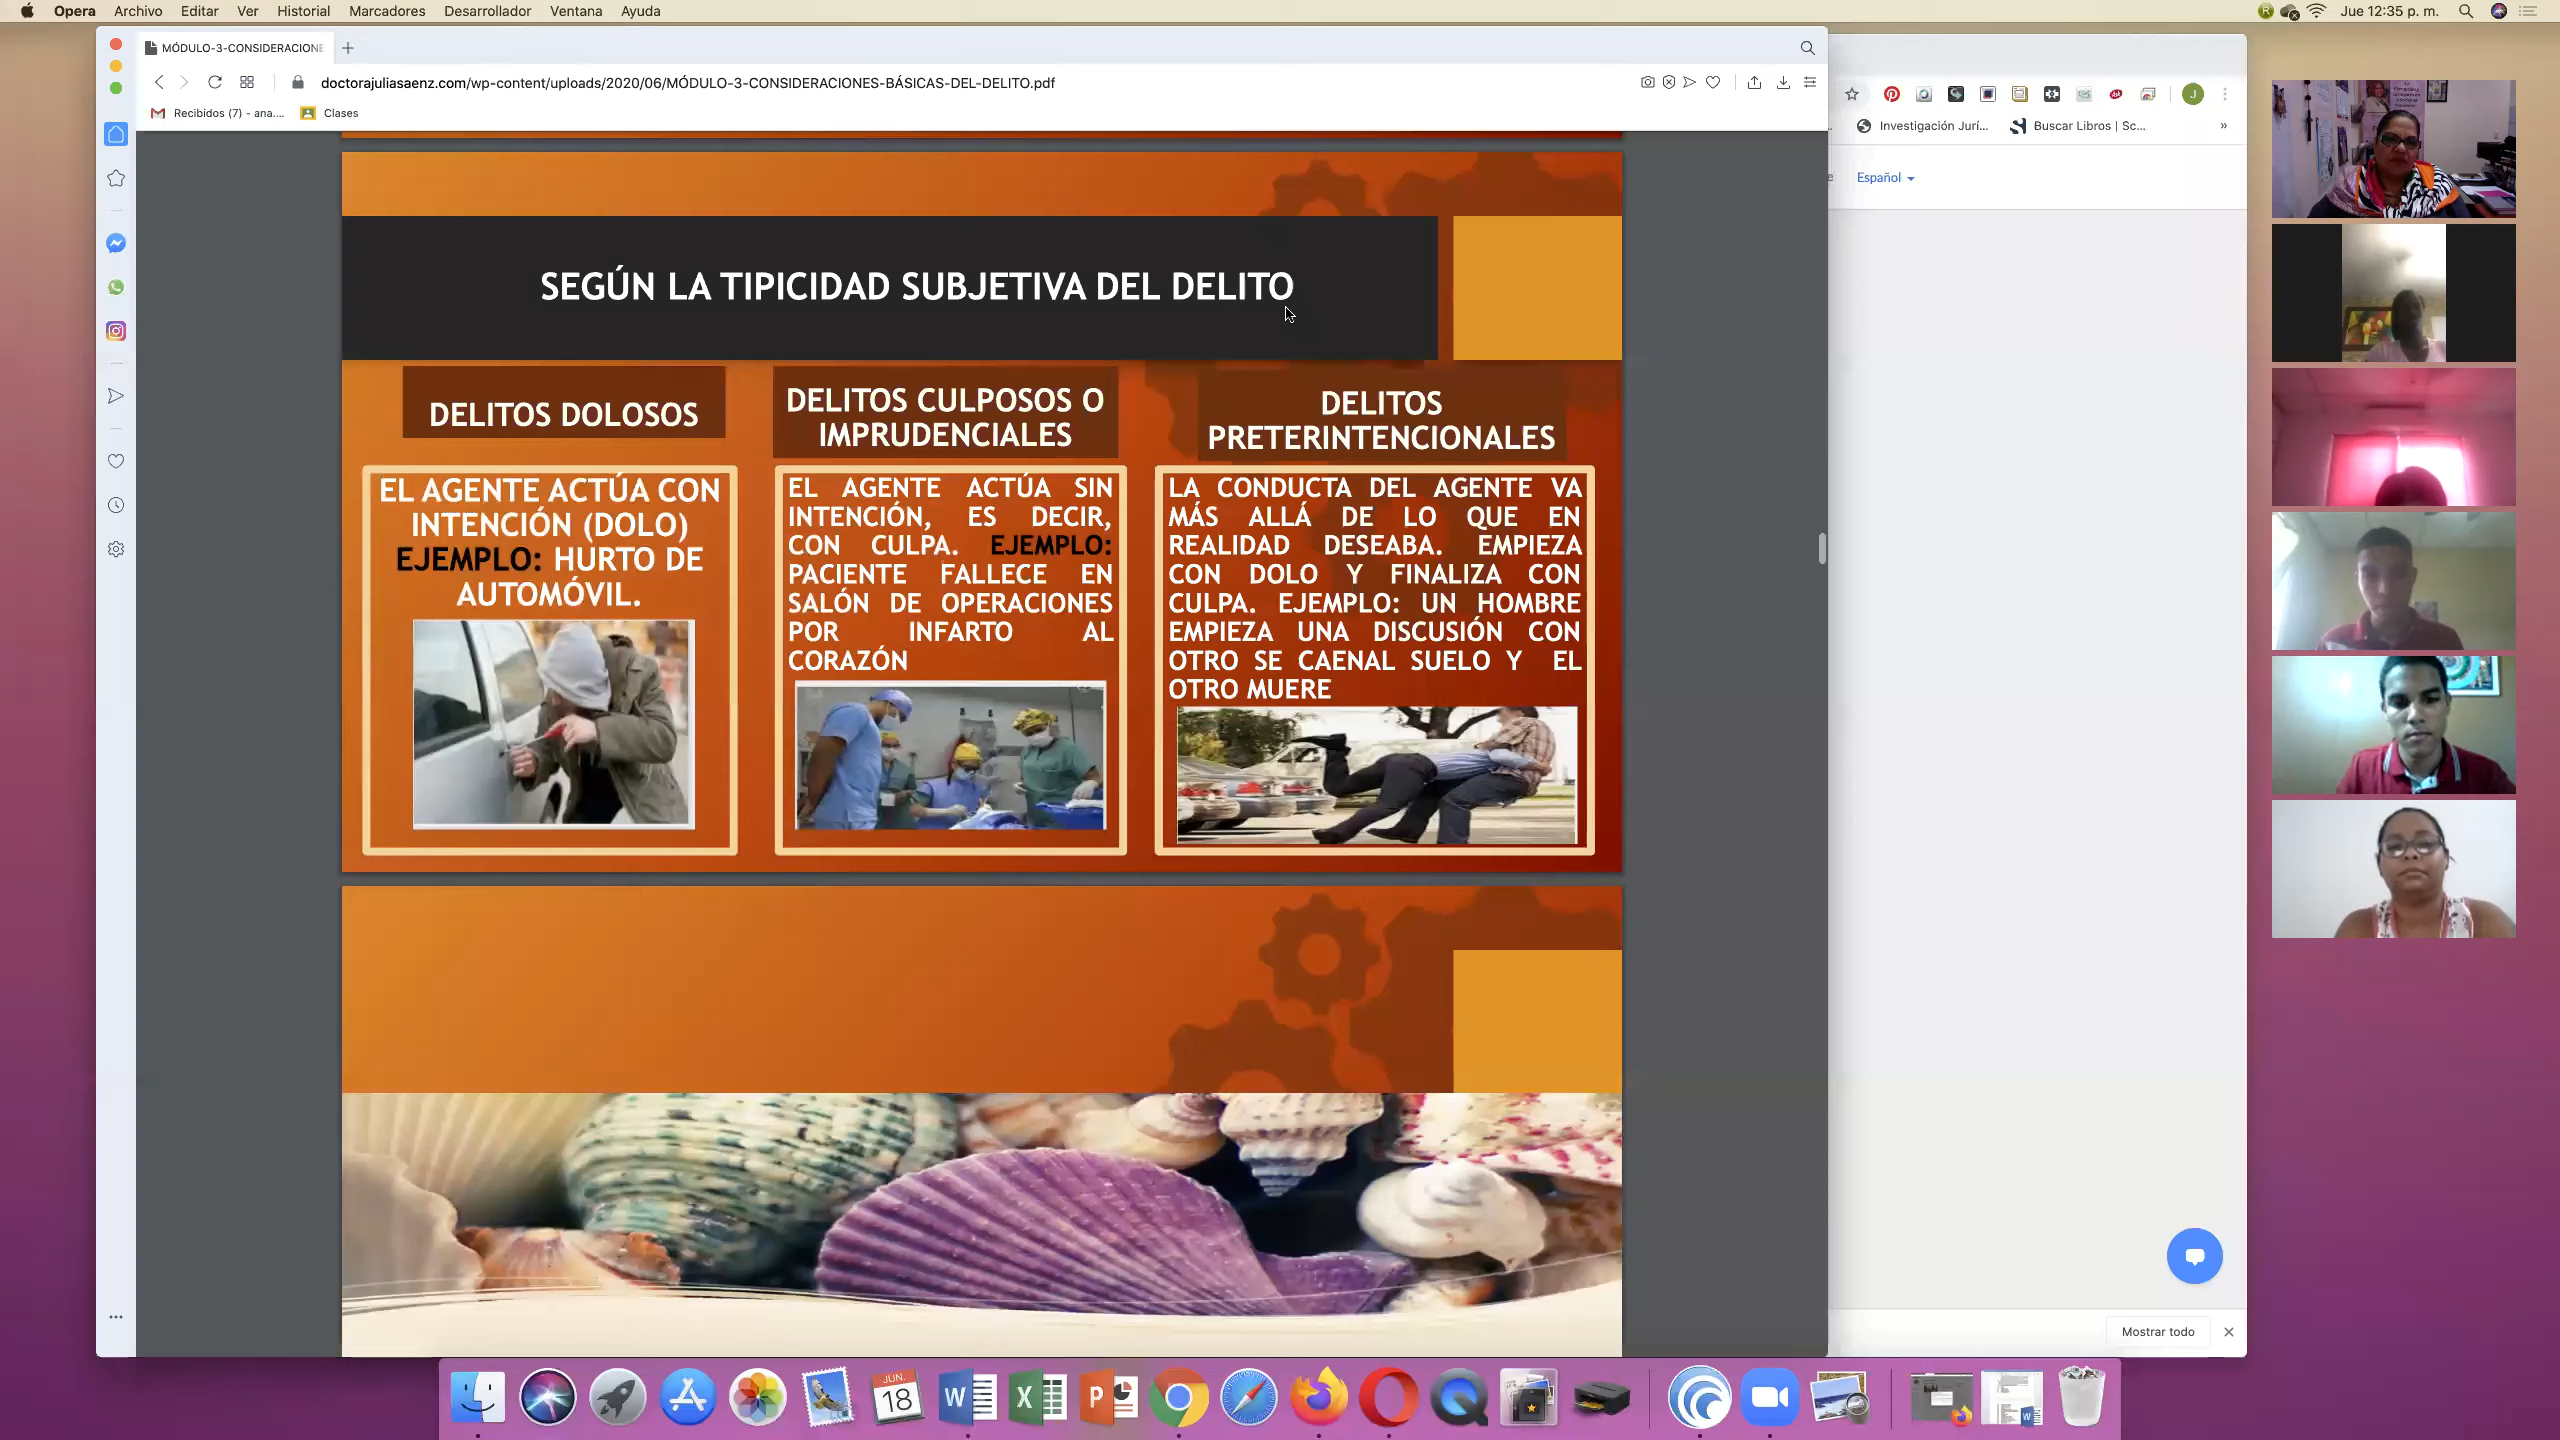 Opera Archivo Editar Ver Historial Marcadores Desarrollador Ventana Ayuda
Jue 12:35 p. m.
MÓDULO-3-CONSIDERACIONE
doctorajuliasaenz.com/wp-content/uploads/2020/06/MÓDULO-3-CONSIDERACIONES-BÁSICAS-DEL-DELITO.pdf
Recibidos (7) - ana.... Clases
J
Investigación Jurí... Buscar Libros | Sc... »
Español
SEGÚN LA TIPICIDAD SUBJETIVA DEL DELITO
DELITOS DOLOSOS
EL AGENTE ACTÚA CON
INTENCIÓN (DOLO)
EJEMPLO: HURTO DE
AUTOMÓVIL.
DELITOS CULPOSOS O
IMPRUDENCIALES
EL AGENTE ACTÚA SIN
INTENCIÓN, ES DECIR,
CON CULPA. EJEMPLO:
PACIENTE FALLECE EN
SALÓN DE OPERACIONES
POR INFARTO AL
CORAZÓN
DELITOS
PRETERINTENCIONALES
LA CONDUCTA DEL AGENTE VA
MÁS ALLÁ DE LO QUE EN
REALIDAD DESEABA. EMPIEZA
CON DOLO Y FINALIZA CON
CULPA. EJEMPLO: UN HOMBRE
EMPIEZA UNA DISCUSIÓN CON
OTRO SE CAENAL SUELO Y EL
OTRO MUERE
Mostrar todo
JUN.
18